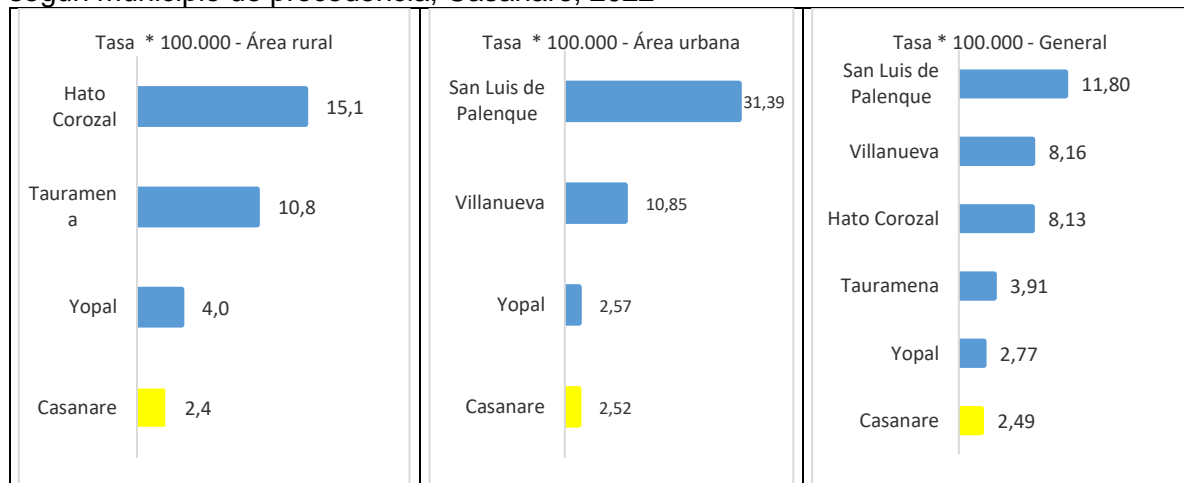 según municipio de procedencia, Casanare, 2022
Tasa * 100.000 - Área rural
Hato
Corozal
15,1
Tauramen
a
10,8
Yopal
4,0
Casanare
2,4
Tasa * 100.000 - Área urbana
San Luis de
Palenque
31,39
Villanueva
10,85
Yopal
2,57
Casanare
2,52
Tasa * 100.000 - General
San Luis de
Palenque
11,80
Villanueva
8,16
Hato Corozal
8,13
Tauramena
3,91
Yopal
2,77
Casanare
2,49